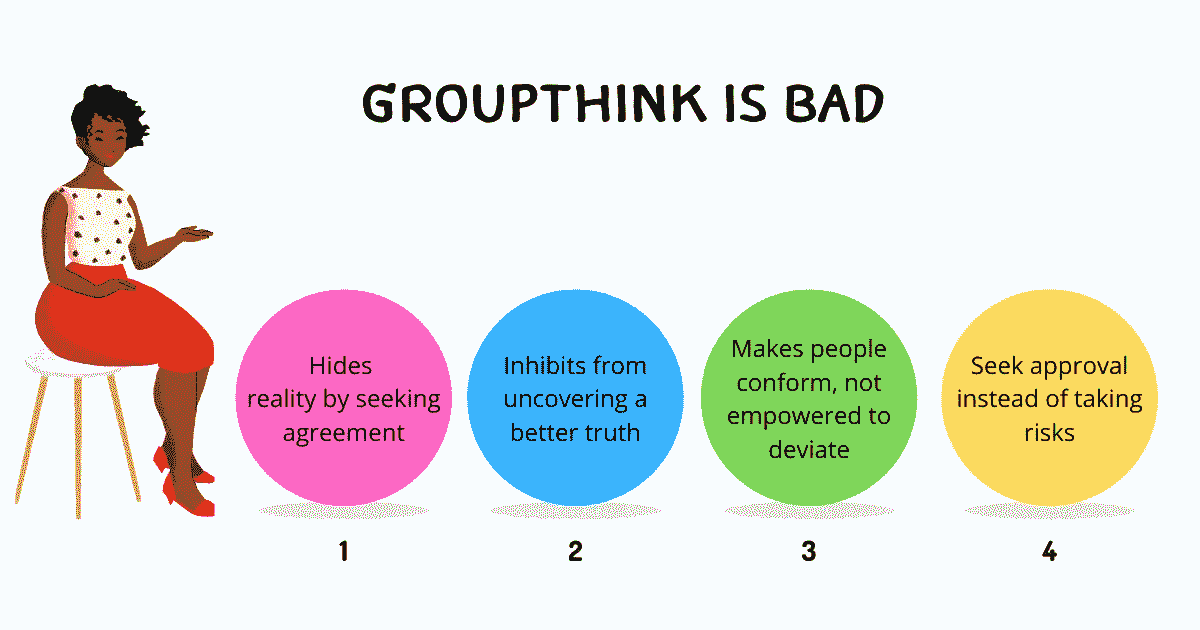 GROUPTHINK IS BAD
Hides
reality by seeking
agreement
Inhibits from
uncovering a
better truth
Makes people
conform, not
empowered to
deviate
Seek approval
instead of taking
risks
1
2
3
4